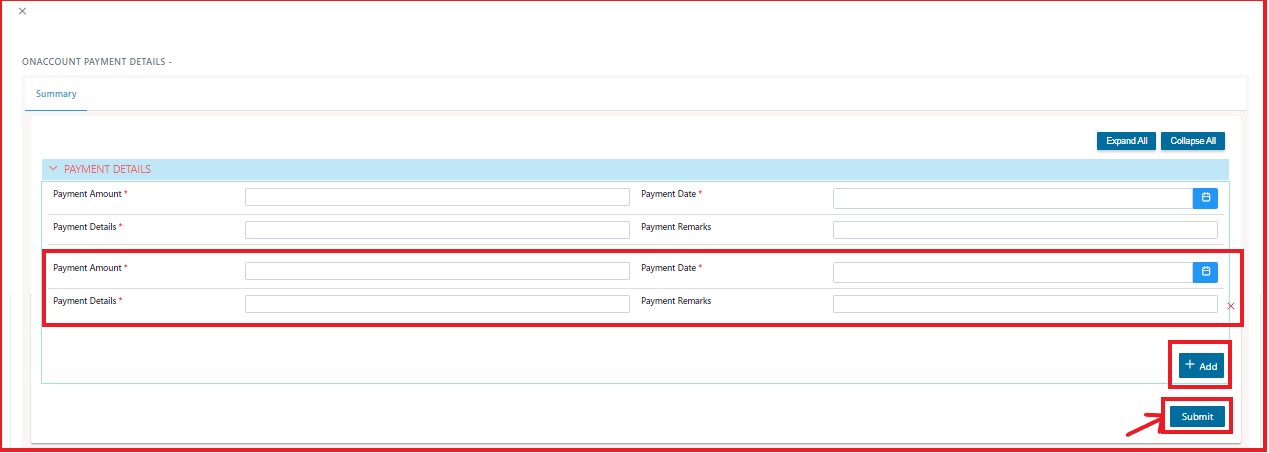 ONACCOUNT PAYMENT DETAILS -
Summary
Expand All Collapse All
PAYMENT DETAILS
Payment Amount * Payment Date *
Payment Details * Payment Remarks
Payment Amount * Payment Date *
Payment Details * Payment Remarks
+ Add
Submit